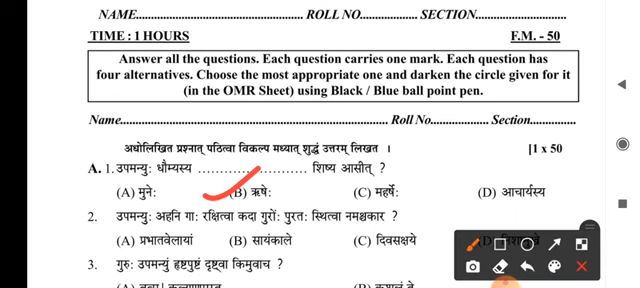 NAME........................................................ ROLL NO................... SECTION..............................
TIME : 1 HOURS F.M. - 50
Answer all the questions. Each question carries one mark. Each question has
four alternatives. Choose the most appropriate one and darken the circle given for it
(in the OMR Sheet) using Black / Blue ball point pen.
Name........................................................................................ Roll No.................... Section...............
अधोलिखित प्रश्नात् पठित्वा विकल्प मध्यात् शुद्धं उत्तरम् लिखत । [1 x 50
A. 1. उपमन्यु: धौम्यस्य .................................. शिष्य आसीत् ?
(A) मुने: (B) ऋषे: (C) महर्षे: (D) आचार्यस्य
2. उपमन्यु: अहनि गा: रक्षित्वा कदा गुरों: पुरत: स्थित्वा नमश्चकार ?
(A) प्रभातवेलायां (B) सायंकाले (C) दिवसक्षये
3. गुरु: उपमन्युं हृष्टपुष्टं दृष्ट्वा किमुवाच ?